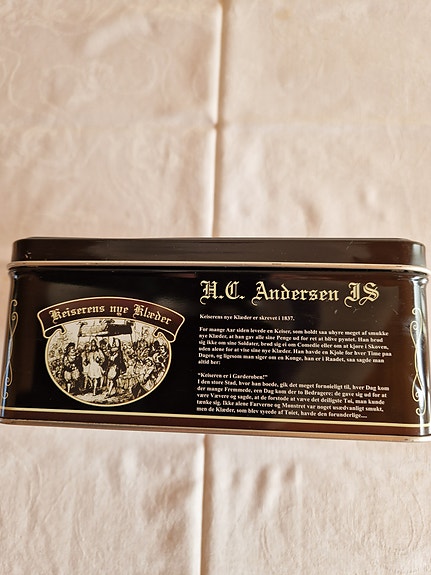 Keiserens nye Klæder
H.C. Andersen IS
Keiserens nye Klæder er skrevet i 1837.
For mange Aar siden levede en Keiser, som holdt saa uhyre meget af smukke
nye Klæder, at han gav alle sine Penge ud for ret at blive pyntet. Han brød
sig ikke om sine Soldater, brød sig ei om Comedie eller om at kjøre i Skoven,
uden alene for at vise sine nye Klæder. Han havde en Kjole for hver Time paa
Dagen, og ligesom man siger om en Konge, han er i Raadet, saa sagde man
altid her:
"Keiseren er i Garderoben!"
I den store Stad, hvor han boede, gik det meget fornøieligt til, hver Dag kom
der mange Fremmede, een Dag kom der to Bedragere; de gave sig ud for at
være Vævere og sagde, at de forstode at væve det deiligste Tøi, man kunde
tænke sig. Ikke alene Farverne og Mønstret var noget usædvanligt smukt,
men de Klæder, som blev syeede af Tøiet, havde den forunderlige....